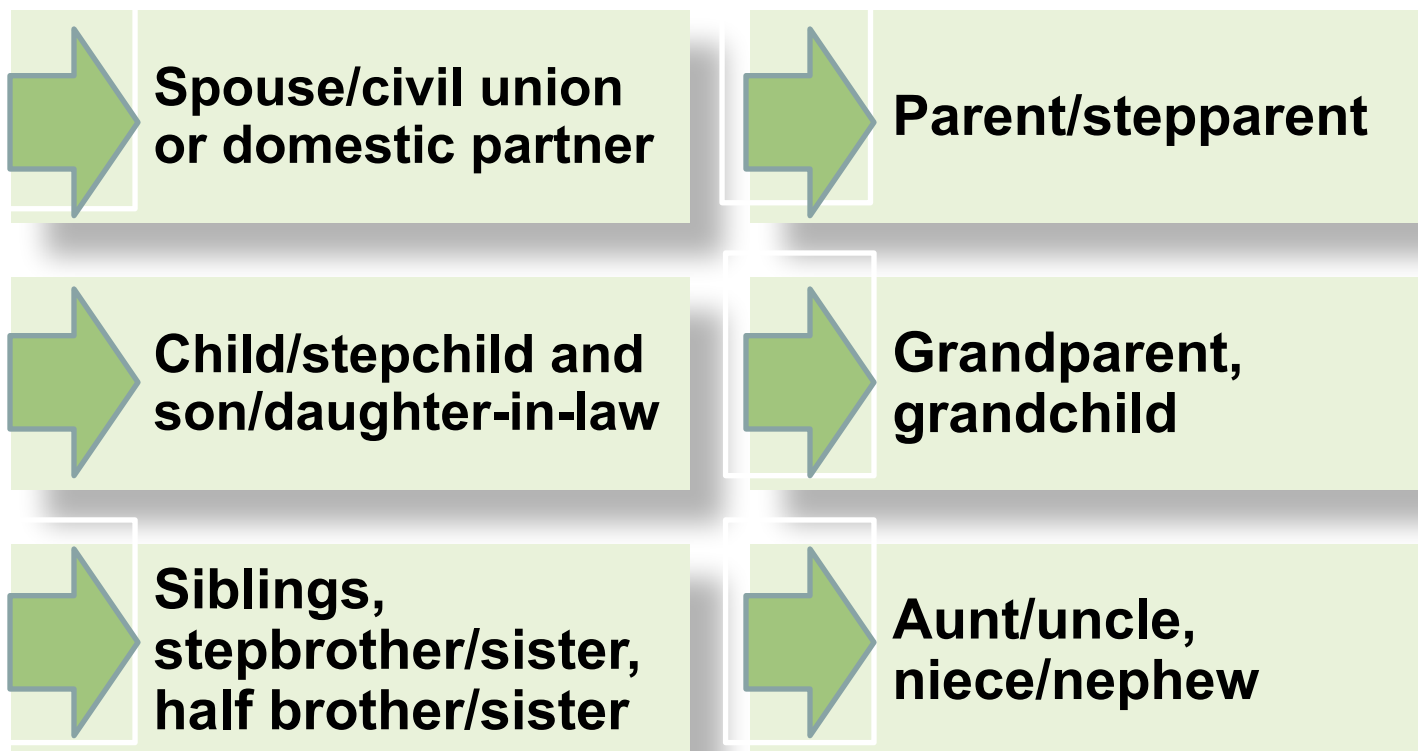 Spouse/civil union
or domestic partner
Parent/stepparent
Child/stepchild and
son/daughter-in-law
Grandparent,
grandchild
Siblings,
stepbrother/sister,
half brother/sister
Aunt/uncle,
niece/nephew